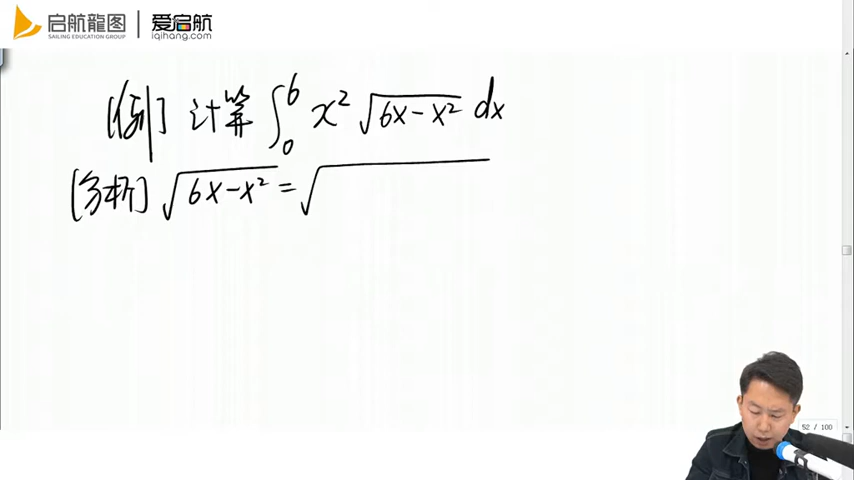 启航龍图 爱启航
SAILING EDUCATION GROUP iqihang.com
[例] 计算 ∫₀⁶ x² √(6x-x²) dx
[分析] √(6x-x²) = √
52 / 100